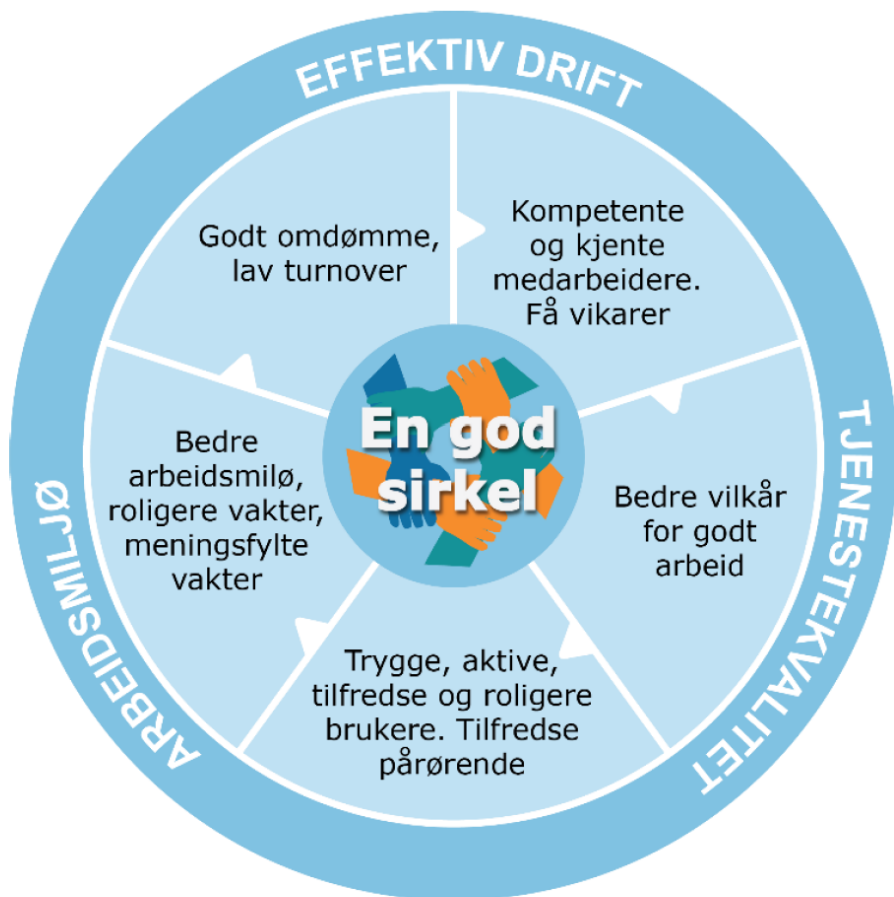 EFFEKTIV DRIFT
Kompetente
og kjente
medarbeidere.
Få vikarer
TJENESTEKVALITET
Bedre vilkår
for godt
arbeid
Trygge, aktive,
tilfredse og roligere
brukere. Tilfredse
pårørende
ARBEIDSMILJØ
Bedre
arbeidsmilø,
roligere vakter,
meningsfylte
vakter
Godt omdømme,
lav turnover
En god
sirkel